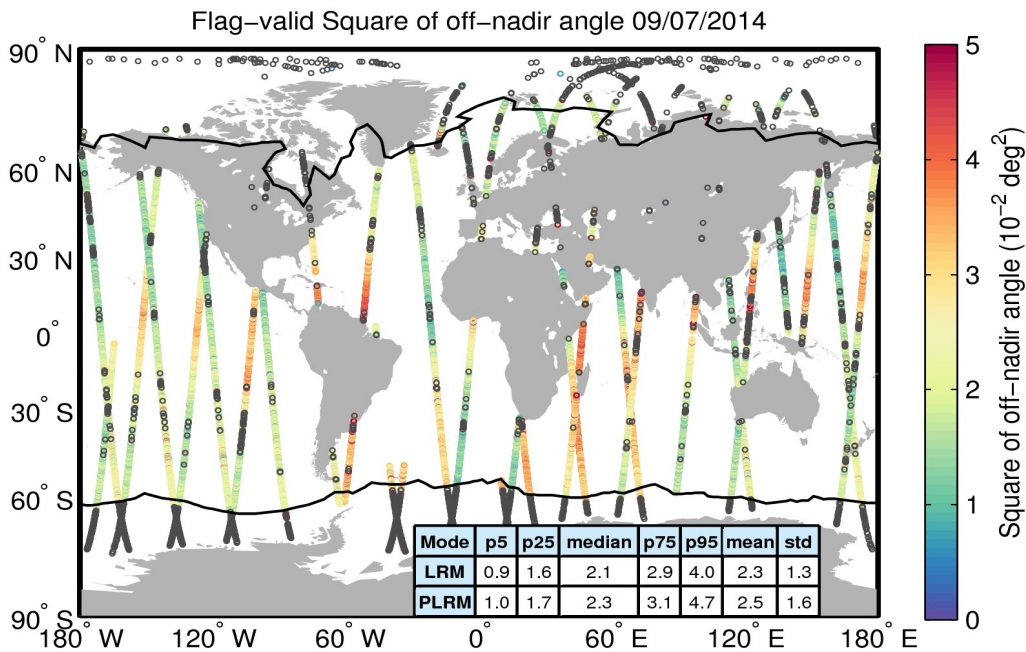 Flag−valid Square of off−nadir angle 09/07/2014
90° N
60° N
30° N
0°
30° S
60° S
90° S
180° W
120° W
60° W
0°
60° E
120° E
180° E
Mode p5 p25 median p75 p95 mean std
LRM 0.9 1.6 2.1 2.9 4.0 2.3 1.3
PLRM 1.0 1.7 2.3 3.1 4.7 2.5 1.6
5
4
3
2
1
0
Square of off−nadir angle (10⁻² deg²)